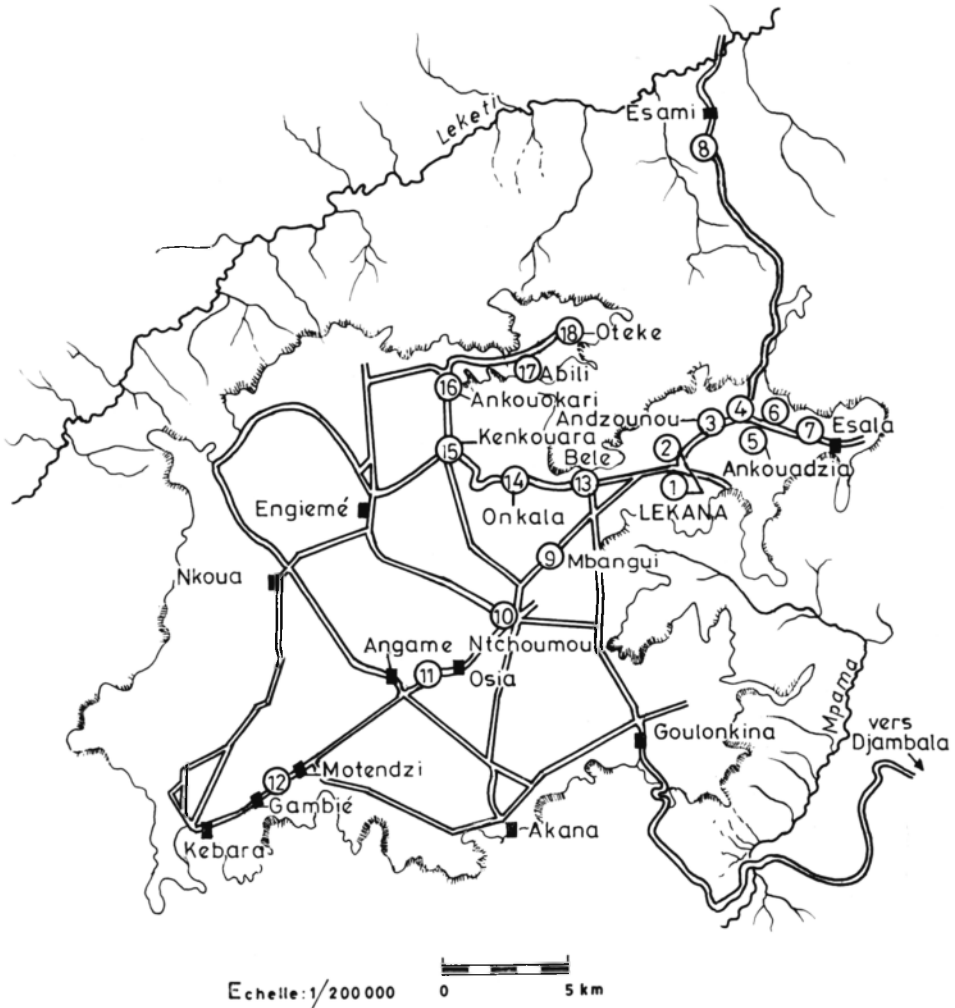 Esami
Leketi
8
18
Oteke
17
Abili
16
Ankouokari
Andzounou
3
4
6
7
Esala
Kenkouara
15
Bele
2
5
Ankouadzia
14
13
1
Onkala
LEKANA
Engiemé
9
Mbangui
Nkoua
10
Ntchoumou
Angame
11
Osia
Mpama
vers
Djambala
Goulonkina
12
Motendzi
Gambié
Kebara
Akana
Echelle: 1/200 000
0
5 km